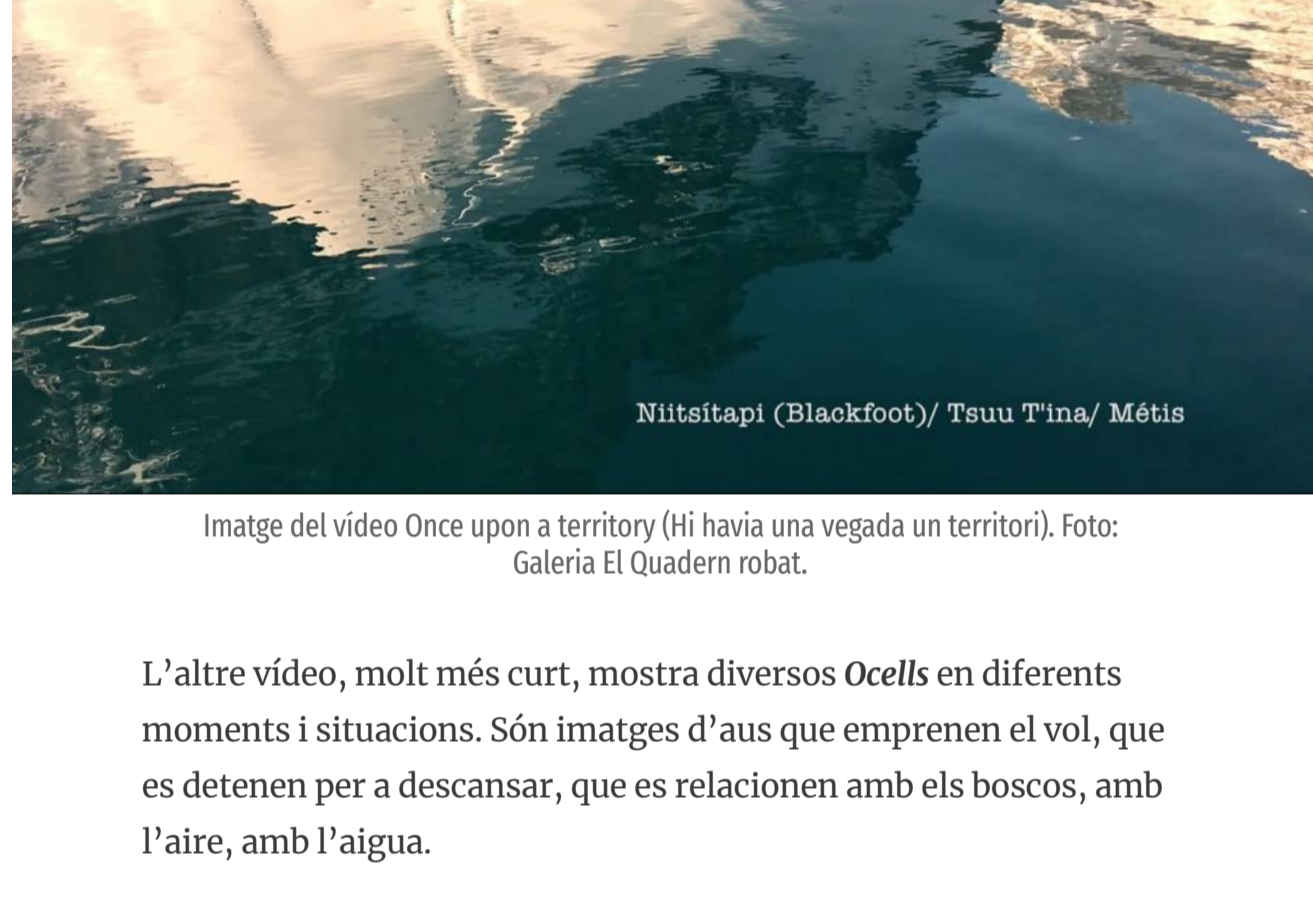 Niitsítapi (Blackfoot)/ Tsuu T'ina/ Métis
Imatge del vídeo Once upon a territory (Hi havia una vegada un territori). Foto:
Galeria El Quadern robat.
L’altre vídeo, molt més curt, mostra diversos Ocells en diferents
moments i situacions. Són imatges d’aus que emprenen el vol, que
es detenen per a descansar, que es relacionen amb els boscos, amb
l’aire, amb l’aigua.